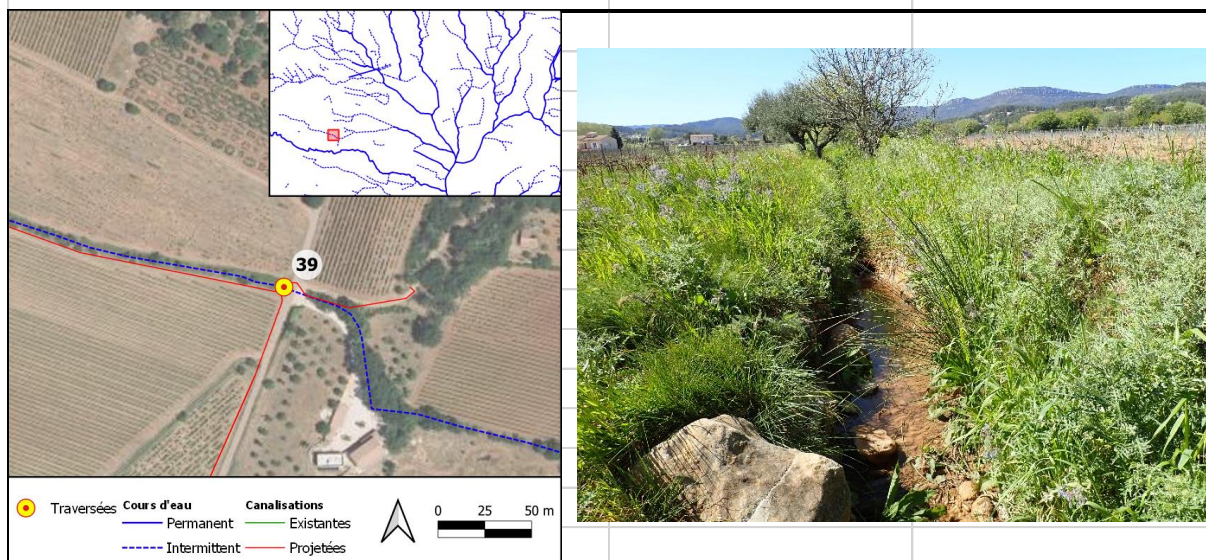 39
Traversées
Cours d'eau
Permanent
Intermittent
Canalisations
Existantes
Projetées
0 25 50 m